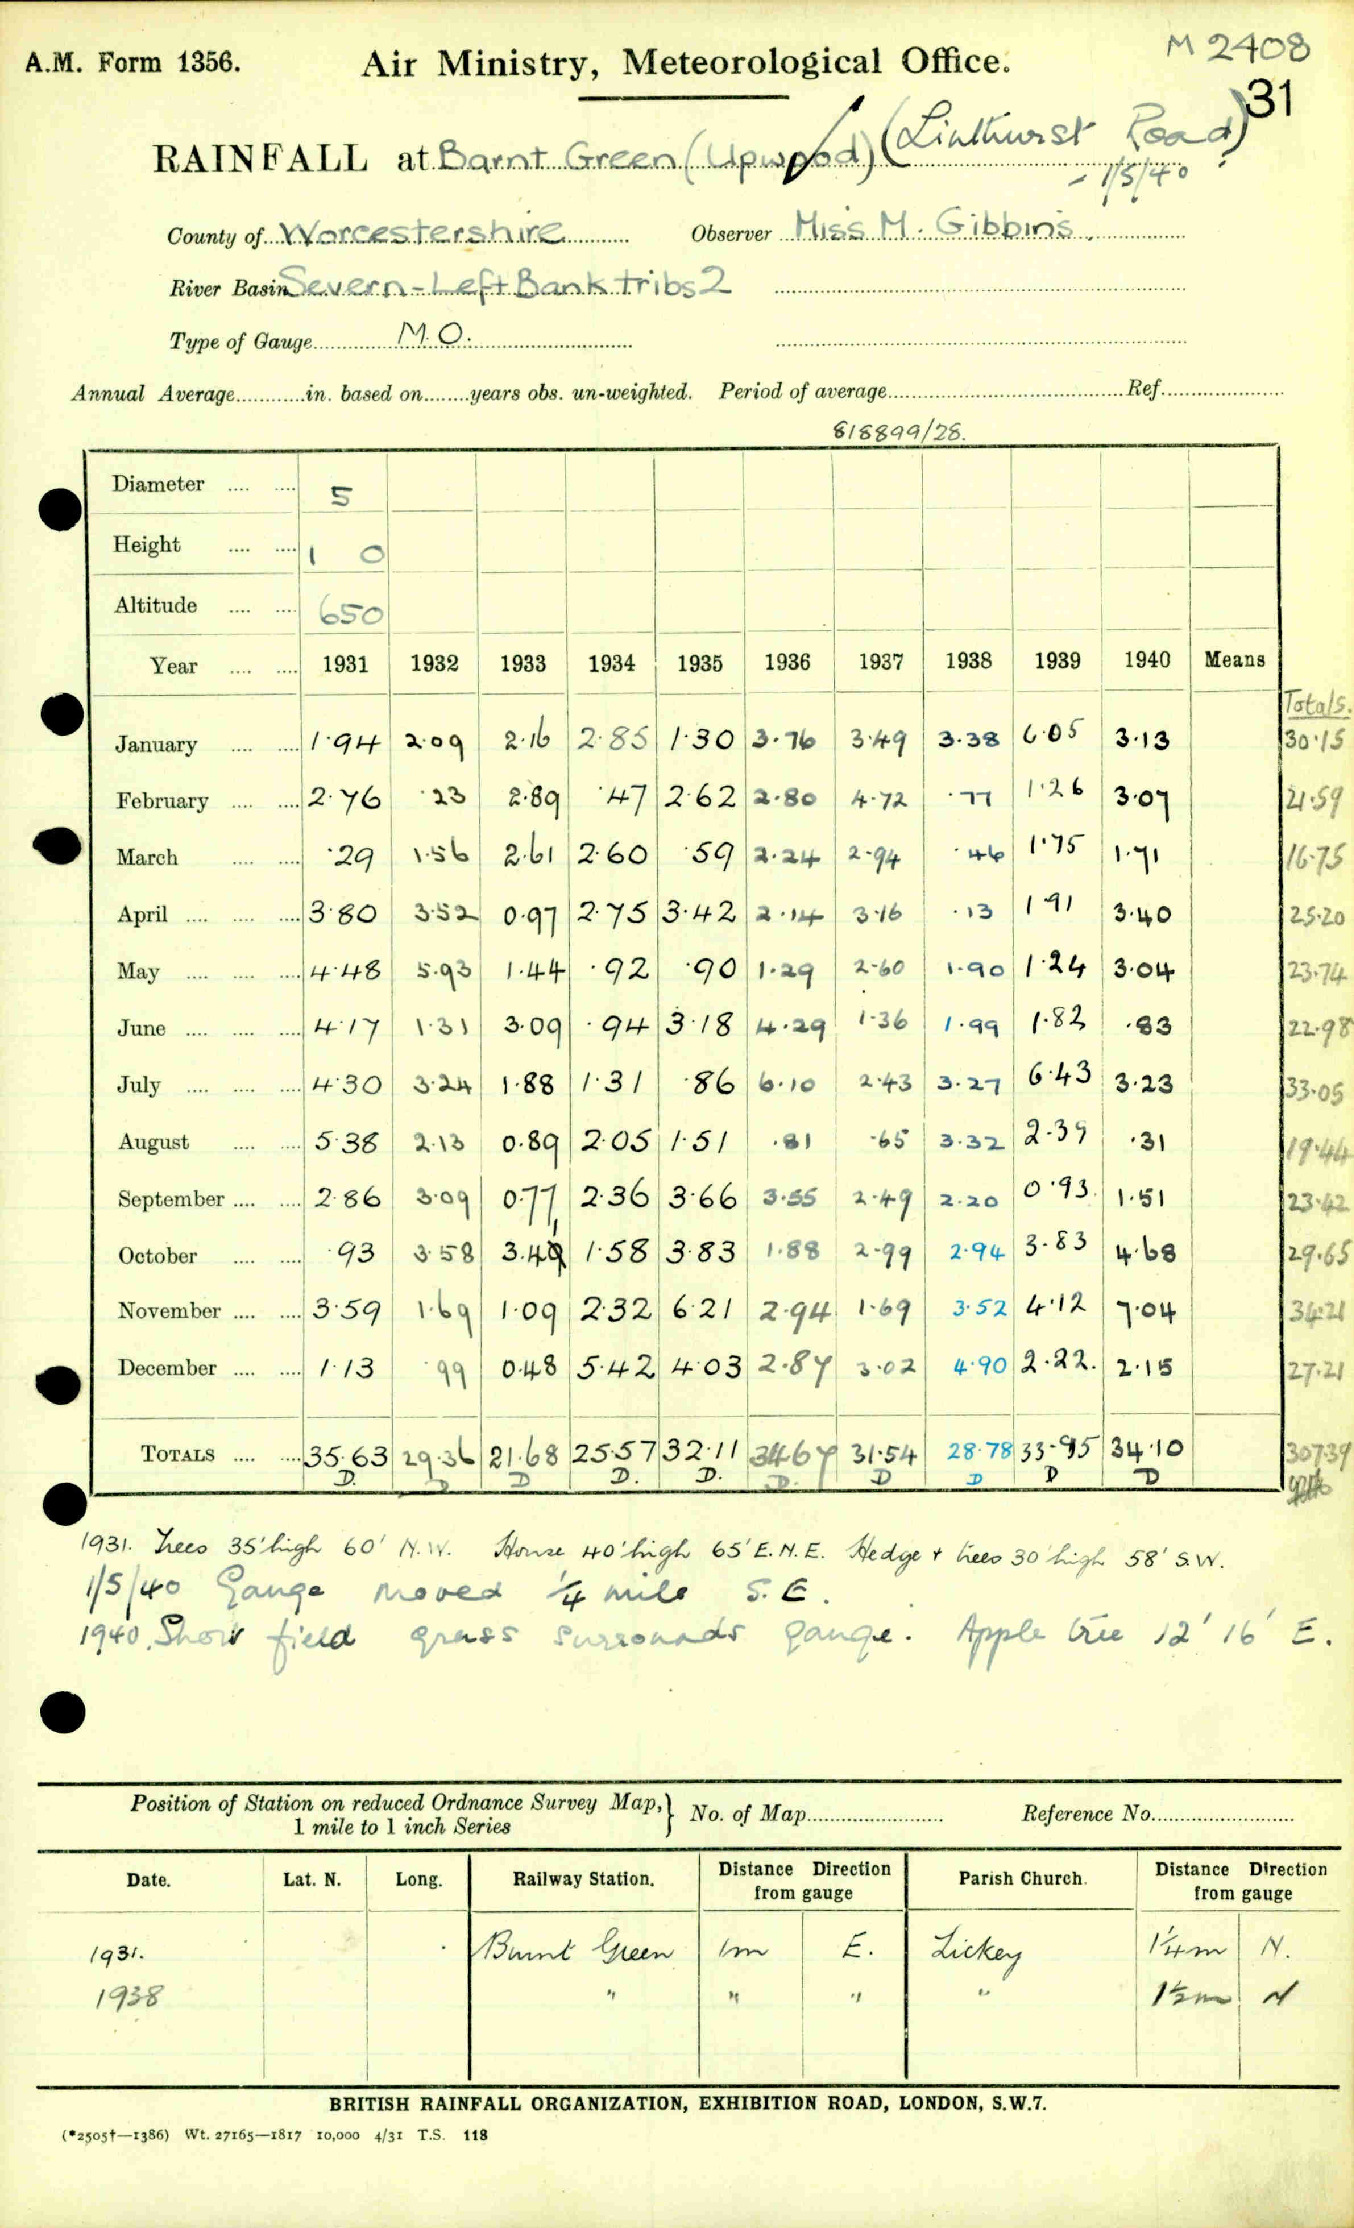 M 2408
A.M. Form 1356. Air Ministry, Meteorological Office.
31
RAINFALL at Barnt Green (Upwood) (Linthurst Road)
- 1/5/40
County of Worcestershire Observer Miss M. Gibbins.
River Basin Severn-Left Bank tribs 2
Type of Gauge M.O.
Annual Average in. based on years obs. un-weighted. Period of average Ref.
818899/28.
Diameter 5
Height 1 0
Altitude 650
Year 1931 1932 1933 1934 1935 1936 1937 1938 1939 1940 Means
Totals.
January 1.94 2.09 2.16 2.85 1.30 3.76 3.49 3.38 6.05 3.13 30.15
February 2.76 .23 2.89 .47 2.62 2.80 4.72 .77 1.26 3.07 21.59
March .29 1.56 2.61 2.60 .59 2.24 2.94 .46 1.75 1.71 16.75
April 3.80 3.52 0.97 2.75 3.42 2.14 3.16 .13 1.91 3.40 25.20
May 4.48 5.93 1.44 .92 .90 1.29 2.60 1.90 1.24 3.04 23.74
June 4.17 1.31 3.09 .94 3.18 4.29 1.36 1.99 1.82 .83 22.98
July 4.30 3.24 1.88 1.31 .86 6.10 2.43 3.27 6.43 3.23 33.05
August 5.38 2.13 0.89 2.05 1.51 .81 .65 3.32 2.39 .31 19.44
September 2.86 3.09 0.77 2.36 3.66 3.55 2.49 2.20 0.93 1.51 23.42
October .93 3.58 3.49 1.58 3.83 1.88 2.99 2.94 3.83 4.68 29.65
November 3.59 1.69 1.09 2.32 6.21 2.94 1.69 3.52 4.12 7.04 34.21
December 1.13 .99 0.48 5.42 4.03 2.87 3.02 4.90 2.22. 2.15 27.21
TOTALS 35.63 29.36 21.68 25.57 32.11 34.67 31.54 28.78 33.95 34.10 307.39
D. D D D. D. D. D D D D
1931. Trees 35' high 60' N.W. House 40' high 65' E.N.E. Hedge + trees 30' high 58' S.W.
1/5/40 Gauge moved 1/4 mile S.E.
1940. Short field grass surrounds gauge. Apple tree 12' 16' E.
Position of Station on reduced Ordnance Survey Map, } No. of Map Reference No.
1 mile to 1 inch Series
Date. Lat. N. Long. Railway Station. Distance Direction from gauge Parish Church. Distance Direction from gauge
1931. Barnt Green 1m E. Lickey 1¼m N.
1938 " " " " 1½m N
BRITISH RAINFALL ORGANIZATION, EXHIBITION ROAD, LONDON, S.W.7.
(*2505†—1386) Wt. 27165—1817 10,000 4/31 T.S. 118